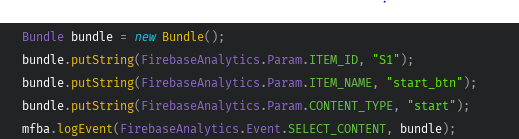 Bundle bundle = new Bundle();
bundle.putString(FirebaseAnalytics.Param.ITEM_ID, "S1");
bundle.putString(FirebaseAnalytics.Param.ITEM_NAME, "start_btn");
bundle.putString(FirebaseAnalytics.Param.CONTENT_TYPE, "start");
mfba.logEvent(FirebaseAnalytics.Event.SELECT_CONTENT, bundle);